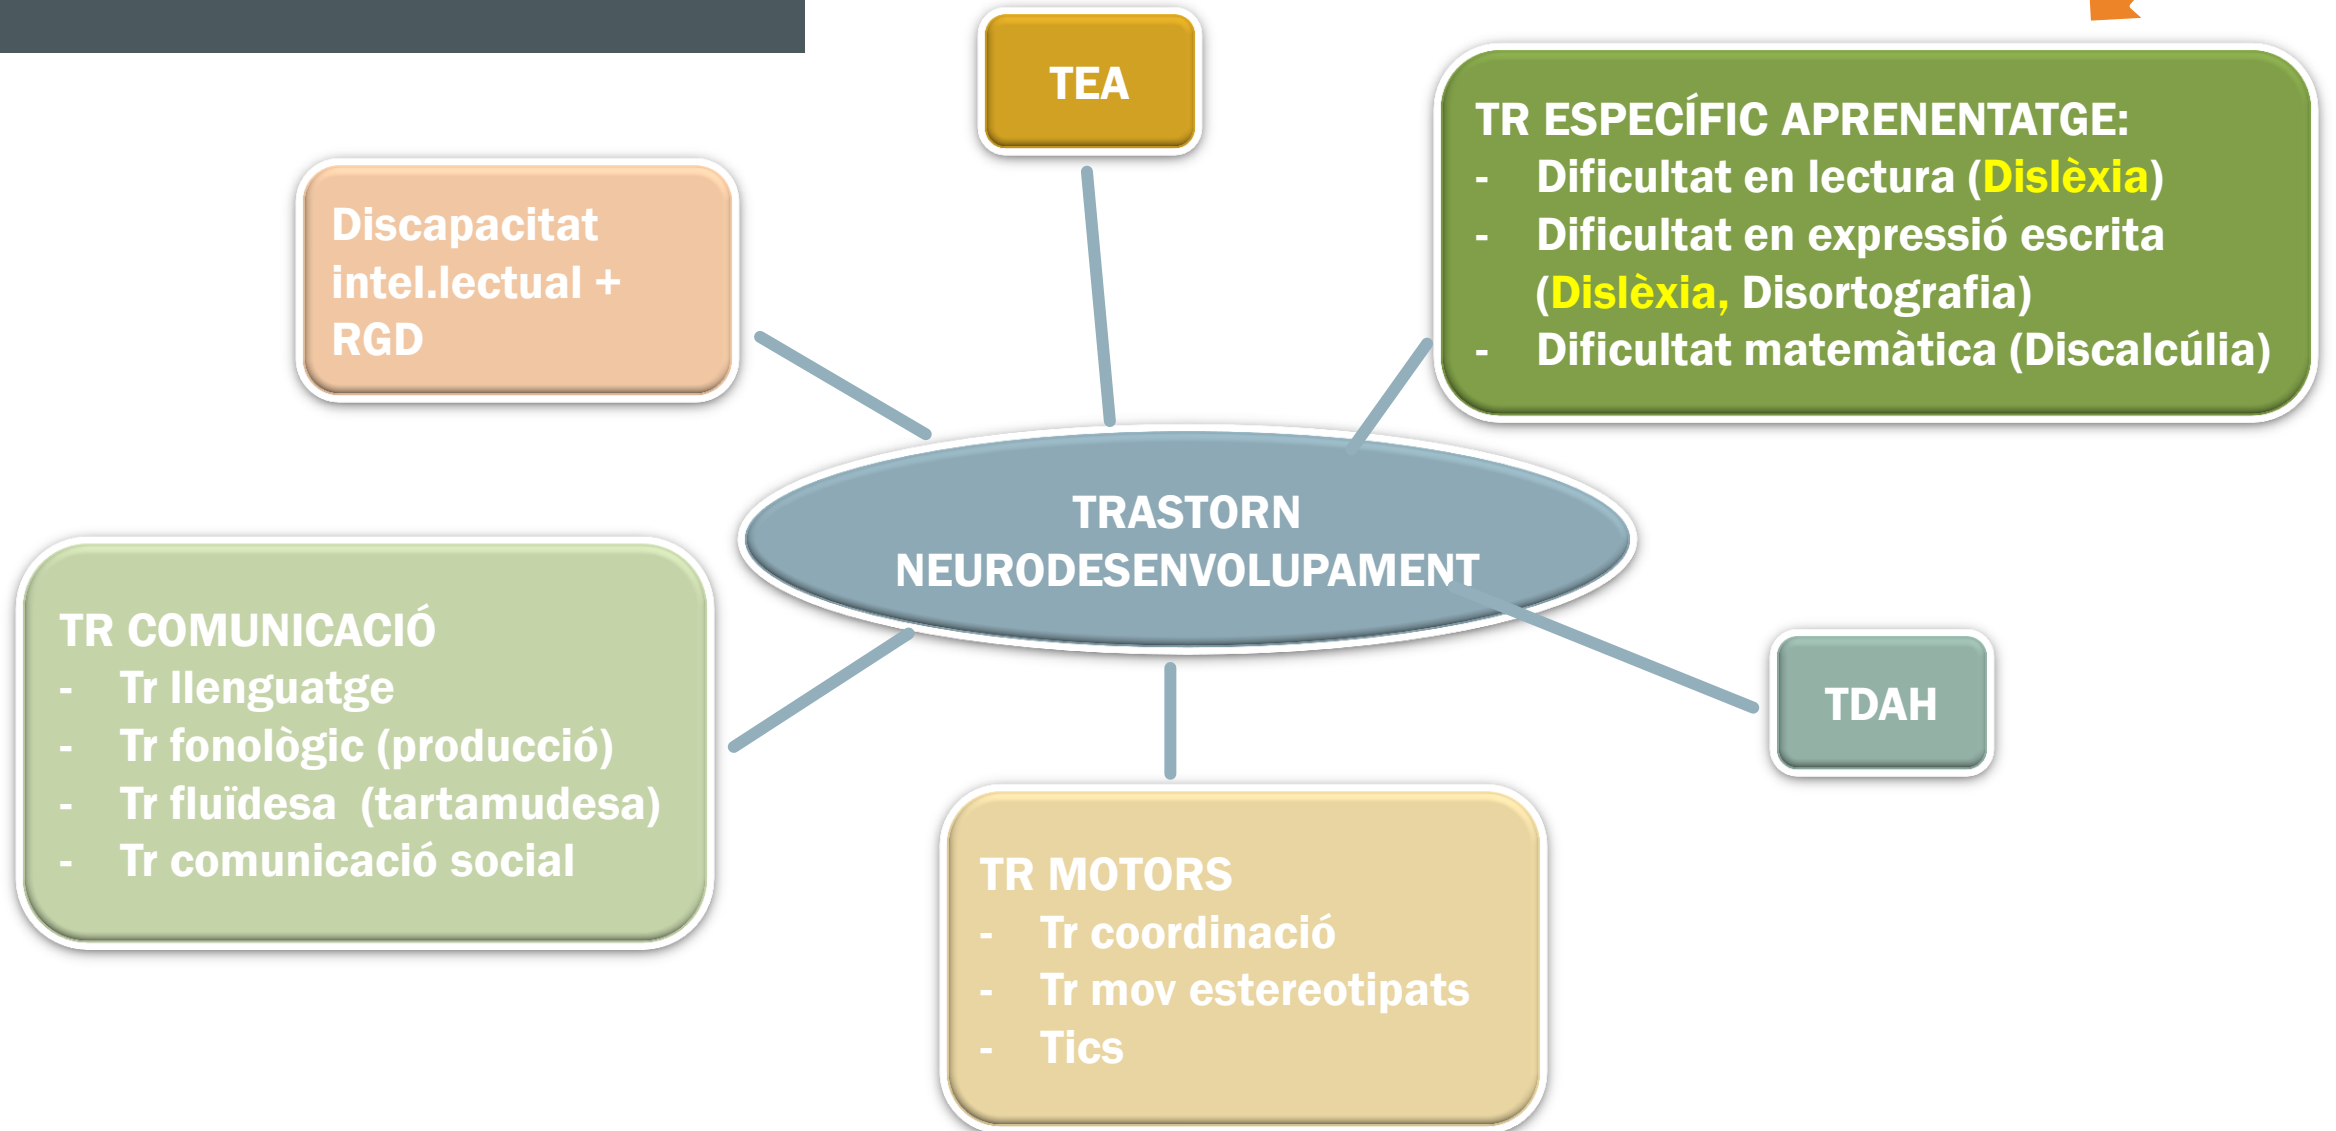 TEA
TR ESPECÍFIC APRENENTATGE:
- Dificultat en lectura (Dislèxia)
- Dificultat en expressió escrita
(Dislèxia, Disortografia)
- Dificultat matemàtica (Discalcúlia)
Discapacitat
intel.lectual +
RGD
TRASTORN
NEURODESENVOLUPAMENT
TR COMUNICACIÓ
- Tr llenguatge
- Tr fonològic (producció)
- Tr fluïdesa (tartamudesa)
- Tr comunicació social
TDAH
TR MOTORS
- Tr coordinació
- Tr mov estereotipats
- Tics